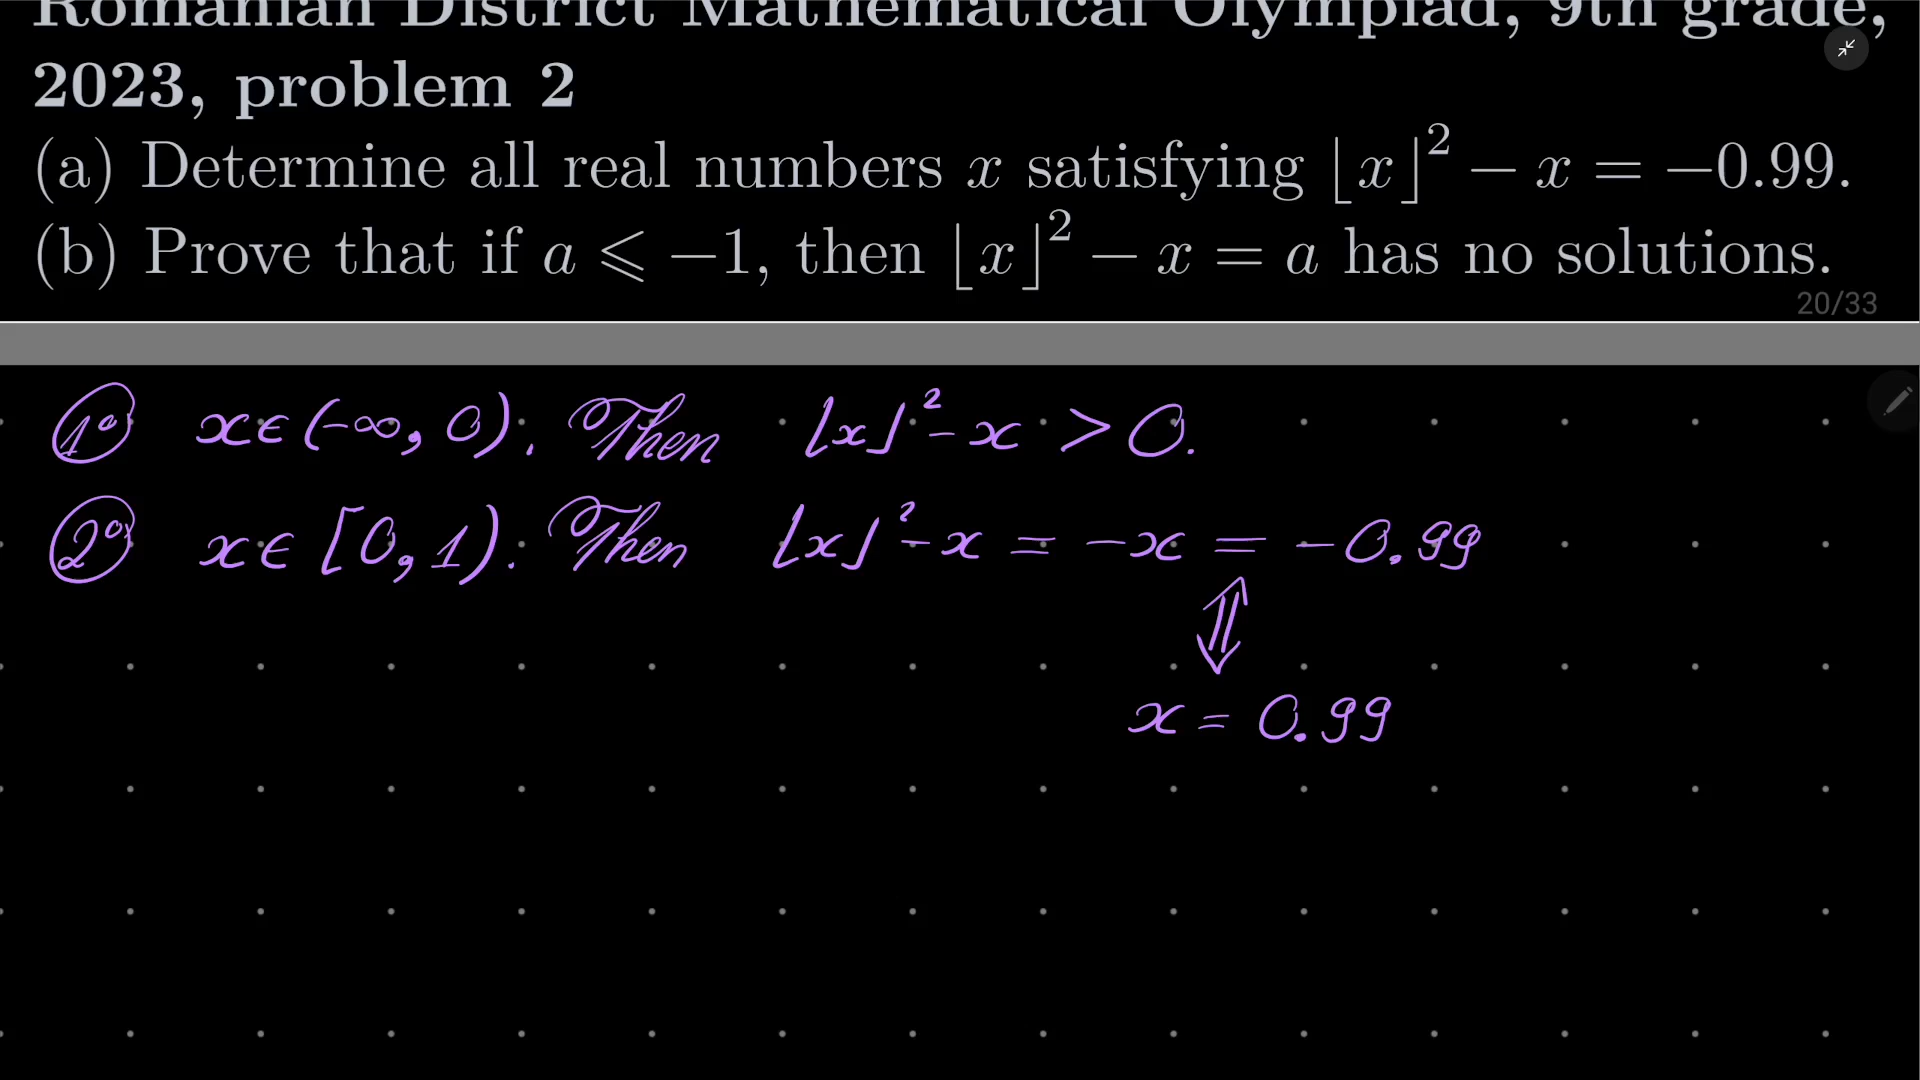 Romanian District Mathematical Olympiad, 9th grade,
2023, problem 2
(a) Determine all real numbers x satisfying ⌊x⌋² − x = −0.99.
(b) Prove that if a ⩽ −1, then ⌊x⌋² − x = a has no solutions.
20/33
1° x∈(-∞, 0). Then ⌊x⌋² - x > 0.
2° x∈ [0, 1). Then ⌊x⌋² - x = -x = -0.99
⇕
x = 0.99